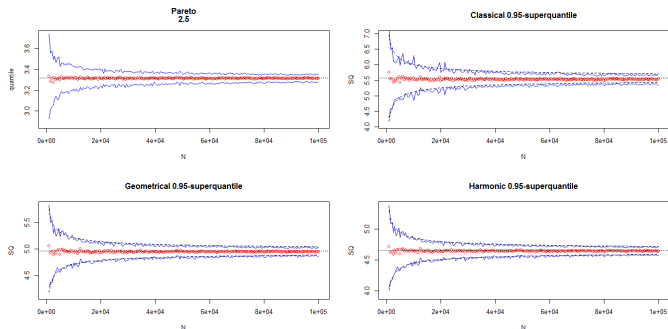 Pareto
2.5
quantile
3.0 3.2 3.4 3.6
0e+00 2e+04 4e+04 6e+04 8e+04 1e+05
N
Classical 0.95-superquantile
SQ
4.0 4.5 5.0 5.5 6.0 6.5 7.0
0e+00 2e+04 4e+04 6e+04 8e+04 1e+05
N
Geometrical 0.95-superquantile
SQ
4.5 5.0 5.5
0e+00 2e+04 4e+04 6e+04 8e+04 1e+05
N
Harmonic 0.95-superquantile
SQ
4.0 4.5 5.0
0e+00 2e+04 4e+04 6e+04 8e+04 1e+05
N